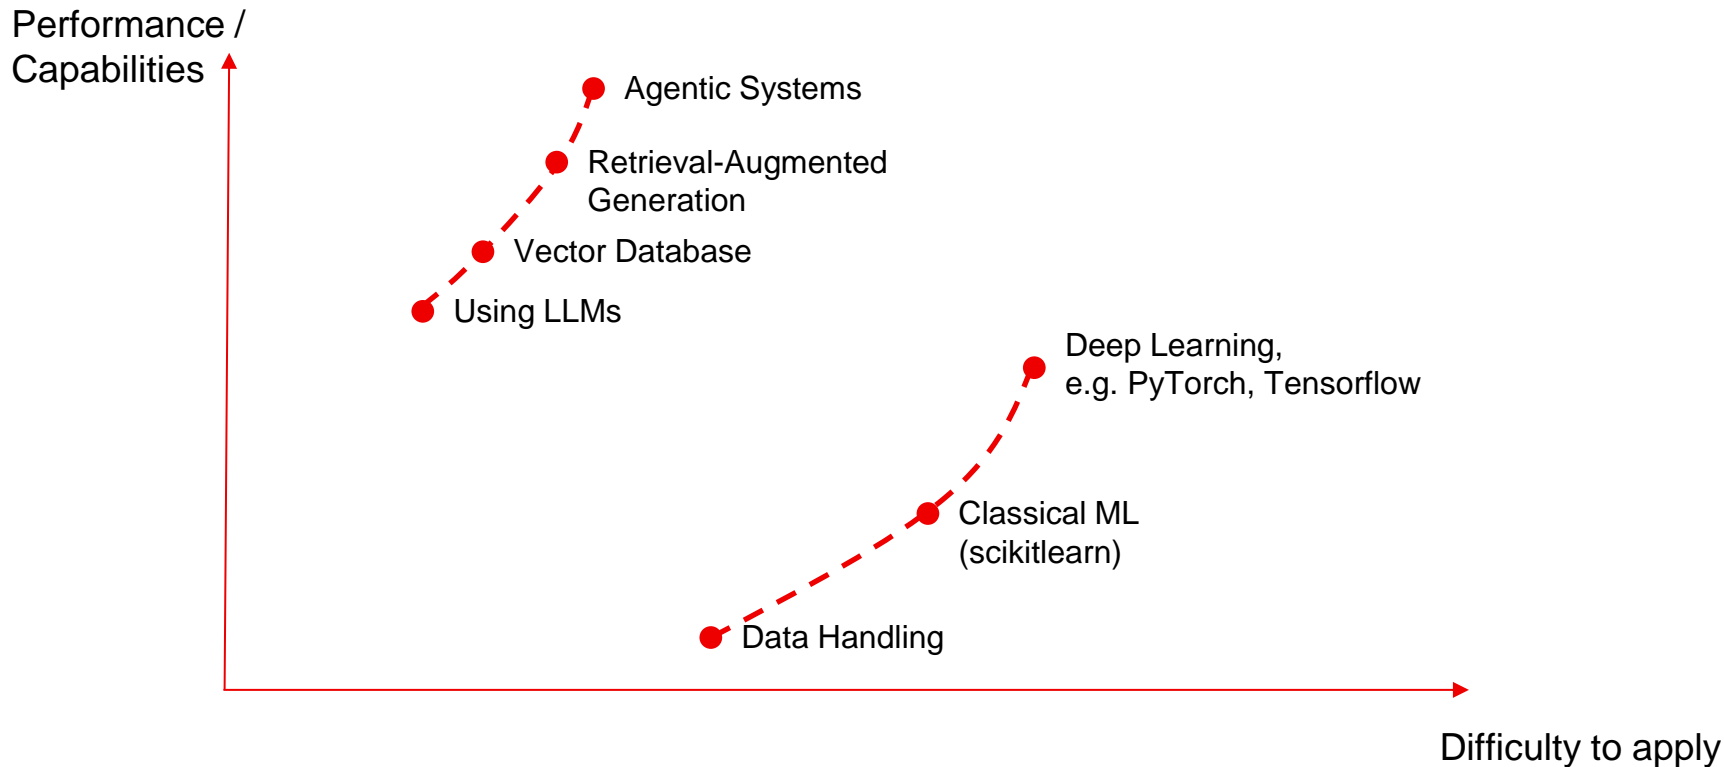 Performance /
Capabilities
Agentic Systems
Retrieval-Augmented
Generation
Vector Database
Using LLMs
Deep Learning,
e.g. PyTorch, Tensorflow
Classical ML
(scikitlearn)
Data Handling
Difficulty to apply